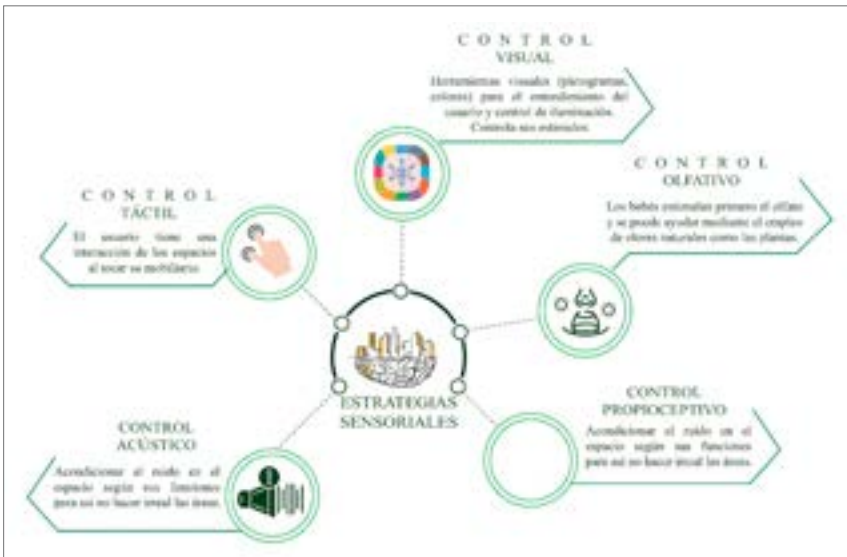 CONTROL
VISUAL
Herramientas visuales (pictogramas,
colores) para el entendimiento del
usuario y control de iluminación.
Controla sus estímulos.
CONTROL
OLFATIVO
Los bebés estimulan primero el olfato
y se puede ayudar mediante el empleo
de olores naturales como las plantas.
CONTROL
TÁCTIL
El usuario tiene una
interacción de los espacios
al tocar su mobiliario.
ESTRATEGIAS
SENSORIALES
CONTROL
PROPIOCEPTIVO
Acondicionar el ruido en el
espacio según sus funciones
para así no hacer las áreas.
CONTROL
ACÚSTICO
Acondicionar el ruido en el
espacio según sus funciones
para así no hacer las áreas.